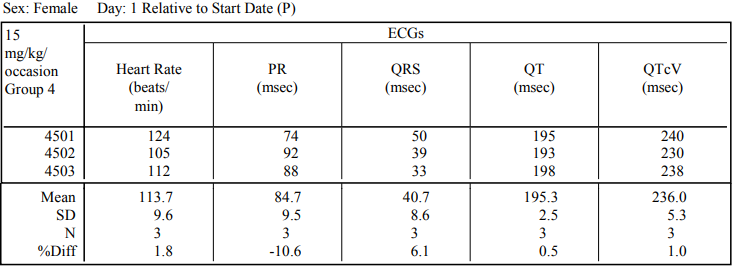 Sex: Female Day: 1 Relative to Start Date (P)
15 mg/kg/ occasion Group 4 ECGs
Heart Rate (beats/ min) PR (msec) QRS (msec) QT (msec) QTcV (msec)
4501 124 74 50 195 240
4502 105 92 39 193 230
4503 112 88 33 198 238
Mean 113.7 84.7 40.7 195.3 236.0
SD 9.6 9.5 8.6 2.5 5.3
N 3 3 3 3 3
%Diff 1.8 -10.6 6.1 0.5 1.0